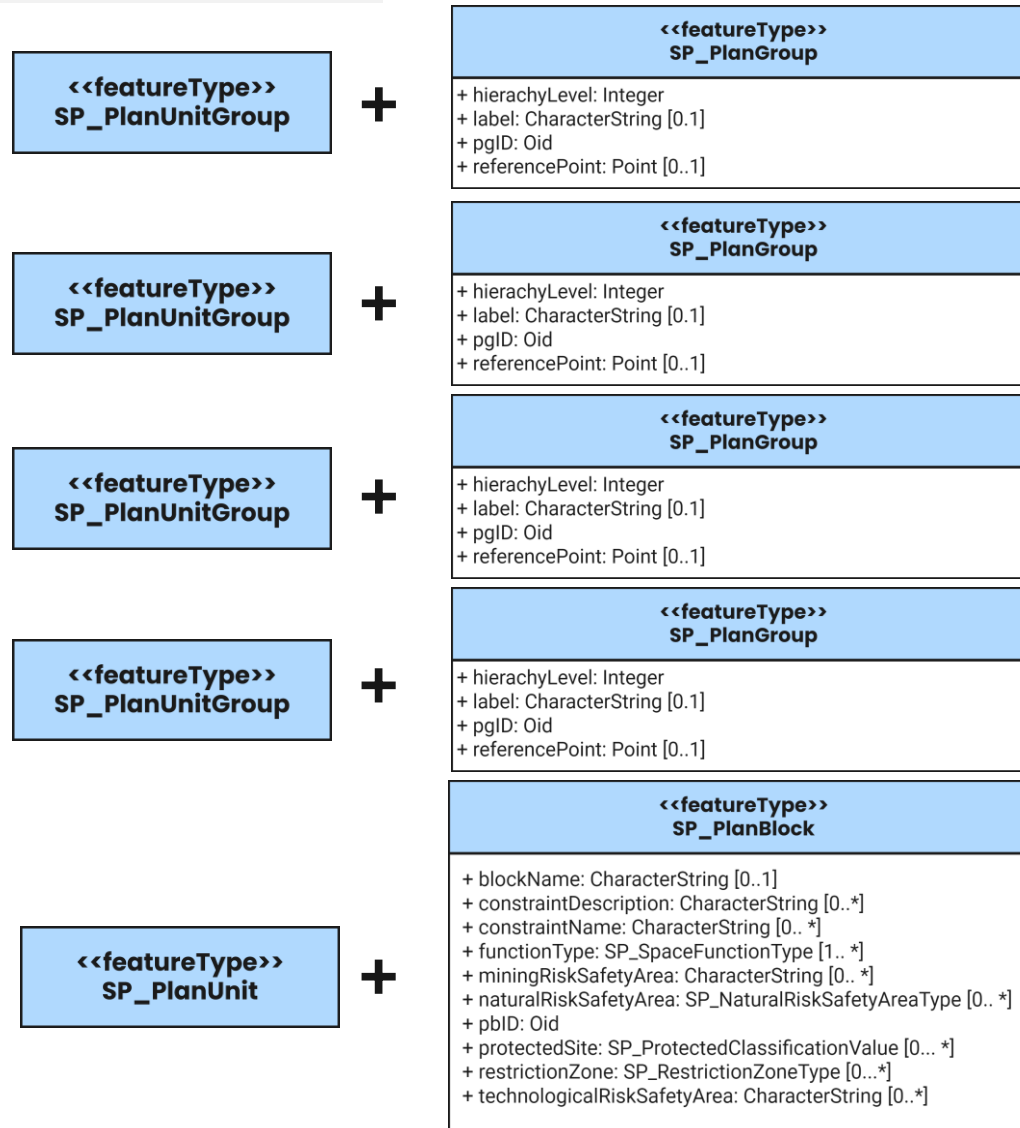 <<featureType>>
SP_PlanUnitGroup
+
<<featureType>>
SP_PlanGroup
+ hierachyLevel: Integer
+ label: CharacterString [0.1]
+ pgID: Oid
+ referencePoint: Point [0..1]
<<featureType>>
SP_PlanUnitGroup
+
<<featureType>>
SP_PlanGroup
+ hierachyLevel: Integer
+ label: CharacterString [0.1]
+ pgID: Oid
+ referencePoint: Point [0..1]
<<featureType>>
SP_PlanUnitGroup
+
<<featureType>>
SP_PlanGroup
+ hierachyLevel: Integer
+ label: CharacterString [0.1]
+ pgID: Oid
+ referencePoint: Point [0..1]
<<featureType>>
SP_PlanUnitGroup
+
<<featureType>>
SP_PlanGroup
+ hierachyLevel: Integer
+ label: CharacterString [0.1]
+ pgID: Oid
+ referencePoint: Point [0..1]
<<featureType>>
SP_PlanUnit
+
<<featureType>>
SP_PlanBlock
+ blockName: CharacterString [0..1]
+ constraintDescription: CharacterString [0..*]
+ constraintName: CharacterString [0.. *]
+ functionType: SP_SpaceFunctionType [1.. *]
+ miningRiskSafetyArea: CharacterString [0.. *]
+ naturalRiskSafetyArea: SP_NaturalRiskSafetyAreaType [0.. *]
+ pbID: Oid
+ protectedSite: SP_ProtectedClassificationValue [0... *]
+ restrictionZone: SP_RestrictionZoneType [0...*]
+ technologicalRiskSafetyArea: CharacterString [0..*]